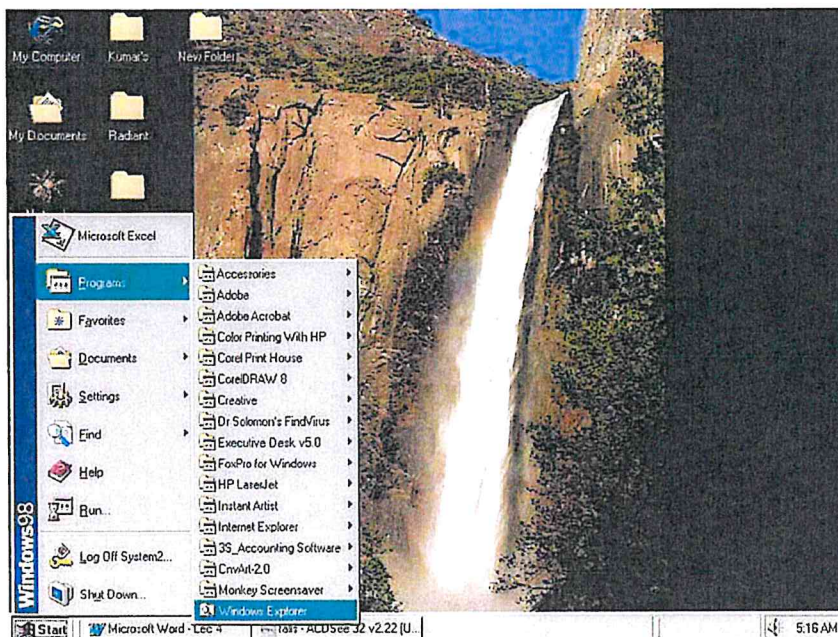 My Computer
Kumar's
New Folder
My Documents
Radiant
Microsoft Excel
Programs
Favorites
Documents
Settings
Find
Help
Run...
Log Off System2...
Shut Down...
Windows98
Accessories
Adobe
Adobe Acrobat
Color Printing With HP
Corel Print House
CorelDRAW 8
Creative
Dr Solomon's FindVirus
Executive Desk v5.0
FoxPro for Windows
HP LaserJet
Instant Artist
Internet Explorer
3S_Accounting Software
CnvArt-2.0
Monkey Screensaver
Windows Explorer
Start
Microsoft Word - Lec 4
- ACDSee 32 v2.22 [U...
5:16 AM